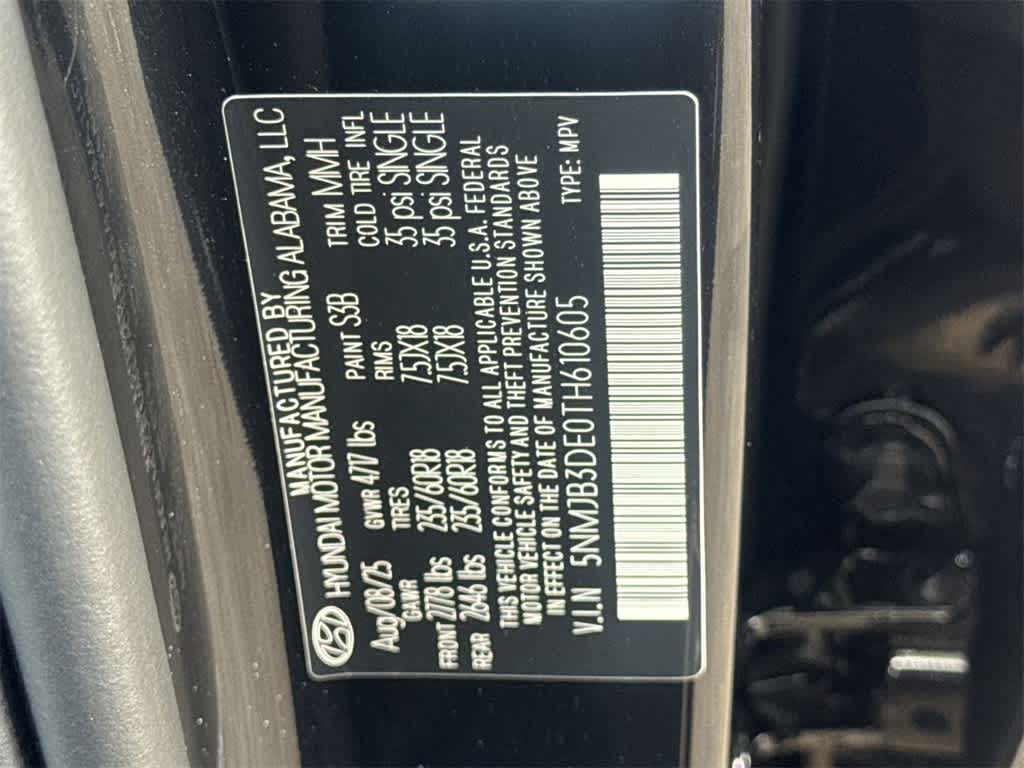 MANUFACTURED BY
HYUNDAI MOTOR MANUFACTURING ALABAMA, LLC
Aug/08/25 GVWR 4717 lbs PAINT S3B TRIM MMH
GAWR TIRES RIMS COLD TIRE INFL
FRONT 2778 lbs 235/60R18 7.5JX18 35 psi SINGLE
REAR 2646 lbs 235/60R18 7.5JX18 35 psi SINGLE
THIS VEHICLE CONFORMS TO ALL APPLICABLE U.S.A. FEDERAL
MOTOR VEHICLE SAFETY AND THEFT PREVENTION STANDARDS
IN EFFECT ON THE DATE OF MANUFACTURE SHOWN ABOVE
V.I.N 5NMJB3DE0TH610605 TYPE: MPV